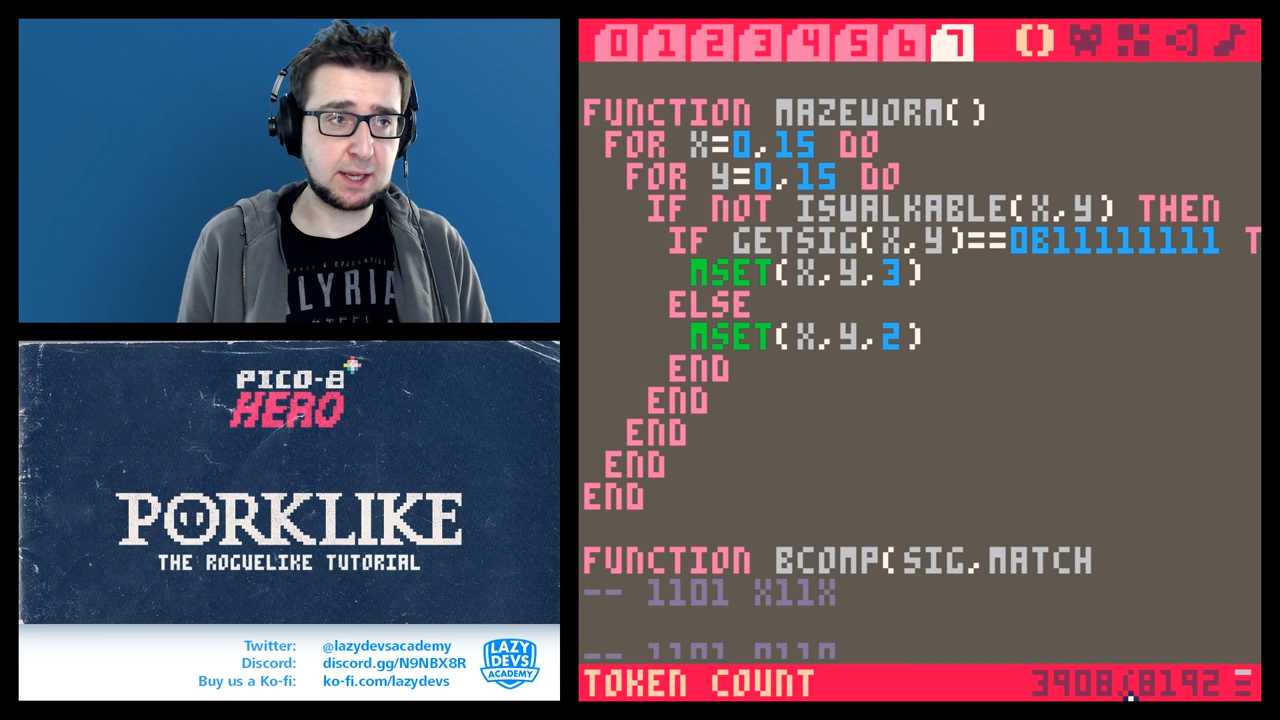 LYRIA
PICO-8
HERO
PORKLIKE
THE ROGUELIKE TUTORIAL
Twitter: @lazydevsacademy
Discord: discord.gg/N9NBX8R
Buy us a Ko-fi: ko-fi.com/lazydevs
LAZY
DEVS
ACADEMY
0 1 2 3 4 5 6 7 ()
FUNCTION MAZEWORM()
FOR X=0,15 DO
FOR Y=0,15 DO
IF NOT ISWALKABLE(X,Y) THEN
IF GETSIG(X,Y)==0B11111111 T
MSET(X,Y,3)
ELSE
MSET(X,Y,2)
END
END
END
END
END
FUNCTION BCOMP(SIG,MATCH
-- 1101 X11X
-- 1101 0110
TOKEN COUNT 3908/8192